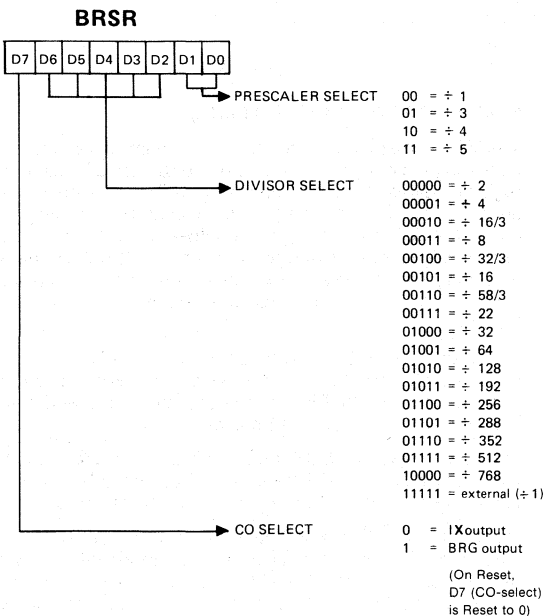 BRSR
D7 D6 D5 D4 D3 D2 D1 D0
PRESCALER SELECT 00 = ÷ 1
01 = ÷ 3
10 = ÷ 4
11 = ÷ 5
DIVISOR SELECT 00000 = ÷ 2
00001 = ÷ 4
00010 = ÷ 16/3
00011 = ÷ 8
00100 = ÷ 32/3
00101 = ÷ 16
00110 = ÷ 58/3
00111 = ÷ 22
01000 = ÷ 32
01001 = ÷ 64
01010 = ÷ 128
01011 = ÷ 192
01100 = ÷ 256
01101 = ÷ 288
01110 = ÷ 352
01111 = ÷ 512
10000 = ÷ 768
11111 = external (÷ 1)
CO SELECT 0 = IX output
1 = BRG output
(On Reset,
D7 (CO-select)
is Reset to 0)